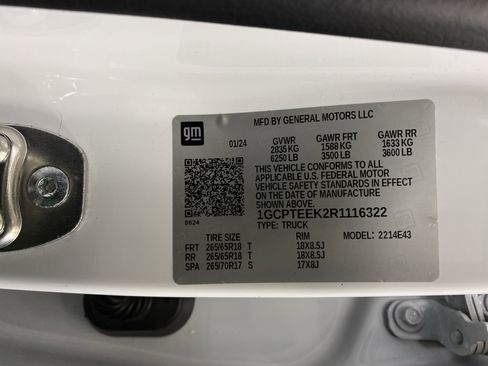 gm
MFD BY GENERAL MOTORS LLC
01/24 GVWR GAWR FRT GAWR RR
2835 KG 1588 KG 1633 KG
6250 LB 3500 LB 3600 LB
THIS VEHICLE CONFORMS TO ALL
APPLICABLE U.S. FEDERAL MOTOR
VEHICLE SAFETY STANDARDS IN EFFECT
ON THE DATE OF MANUFACTURE
SHOWN ABOVE.
1GCPTEEK2R1116322
TYPE: TRUCK
0624
TIRE SIZE RIM MODEL: 2214E43
FRT 265/65R18 T 18X8.5J
RR 265/65R18 T 18X8.5J
SPA 265/70R17 S 17X8J